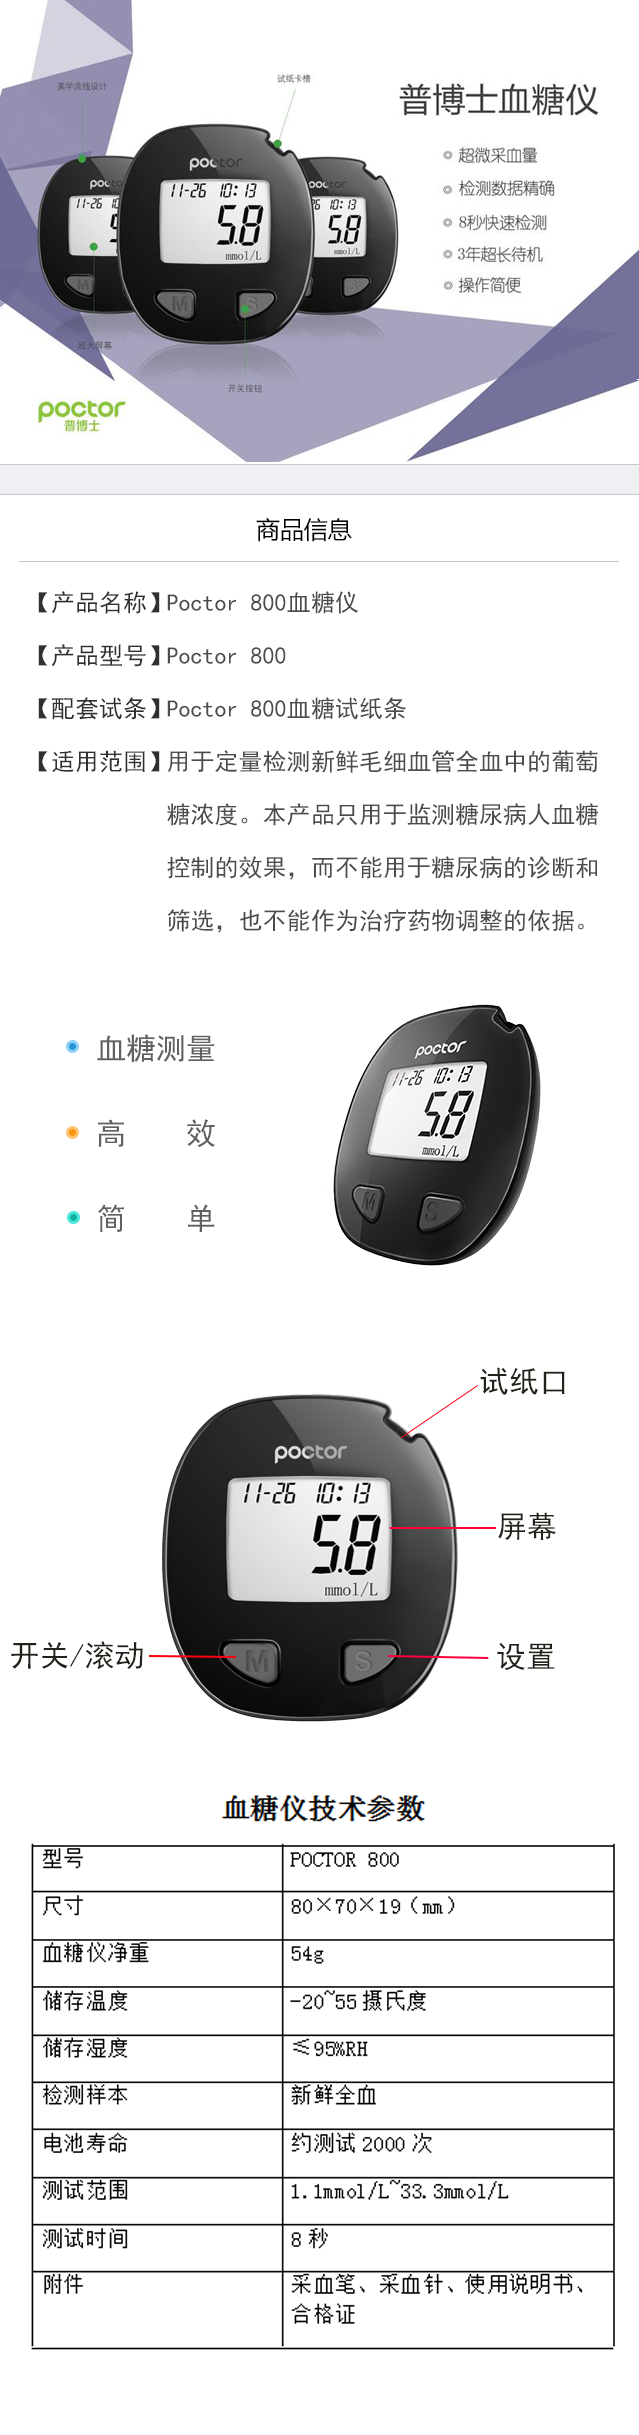 美学流线设计
试纸卡槽
普博士血糖仪
超微采血量
检测数据精确
8秒快速检测
3年超长待机
操作简便
poctor
11-26 10:13
5.8
mmol/L
M
S
超大屏幕
开关按钮
poctor
普博士
商品信息
【产品名称】Poctor 800血糖仪
【产品型号】Poctor 800
【配套试条】Poctor 800血糖试纸条
【适用范围】用于定量检测新鲜毛细血管全血中的葡萄
糖浓度。本产品只用于监测糖尿病人血糖
控制的效果，而不能用于糖尿病的诊断和
筛选，也不能作为治疗药物调整的依据。
血糖测量
高 效
简 单
poctor
11-26 10:13
5.8
mmol/L
M
S
试纸口
poctor
11-26 10:13
5.8
mmol/L
屏幕
开关/滚动
M
S
设置
血糖仪技术参数
型号 POCTOR 800
尺寸 80×70×19（mm）
血糖仪净重 54g
储存温度 -20~55摄氏度
储存湿度 ≤95%RH
检测样本 新鲜全血
电池寿命 约测试2000次
测试范围 1.1mmol/L~33.3mmol/L
测试时间 8秒
附件 采血笔、采血针、使用说明书、
合格证